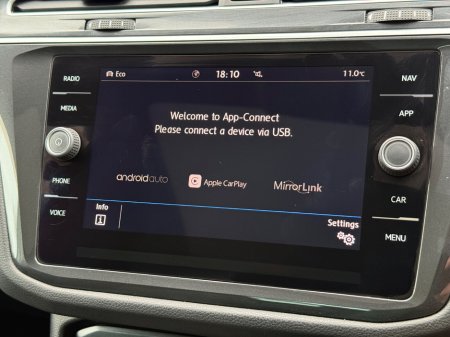 RADIO
MEDIA
PHONE
VOICE
Eco
18:10
11.0°C
Welcome to App-Connect
Please connect a device via USB.
androidauto
Apple CarPlay
MirrorLink
Info
Settings
NAV
APP
CAR
MENU